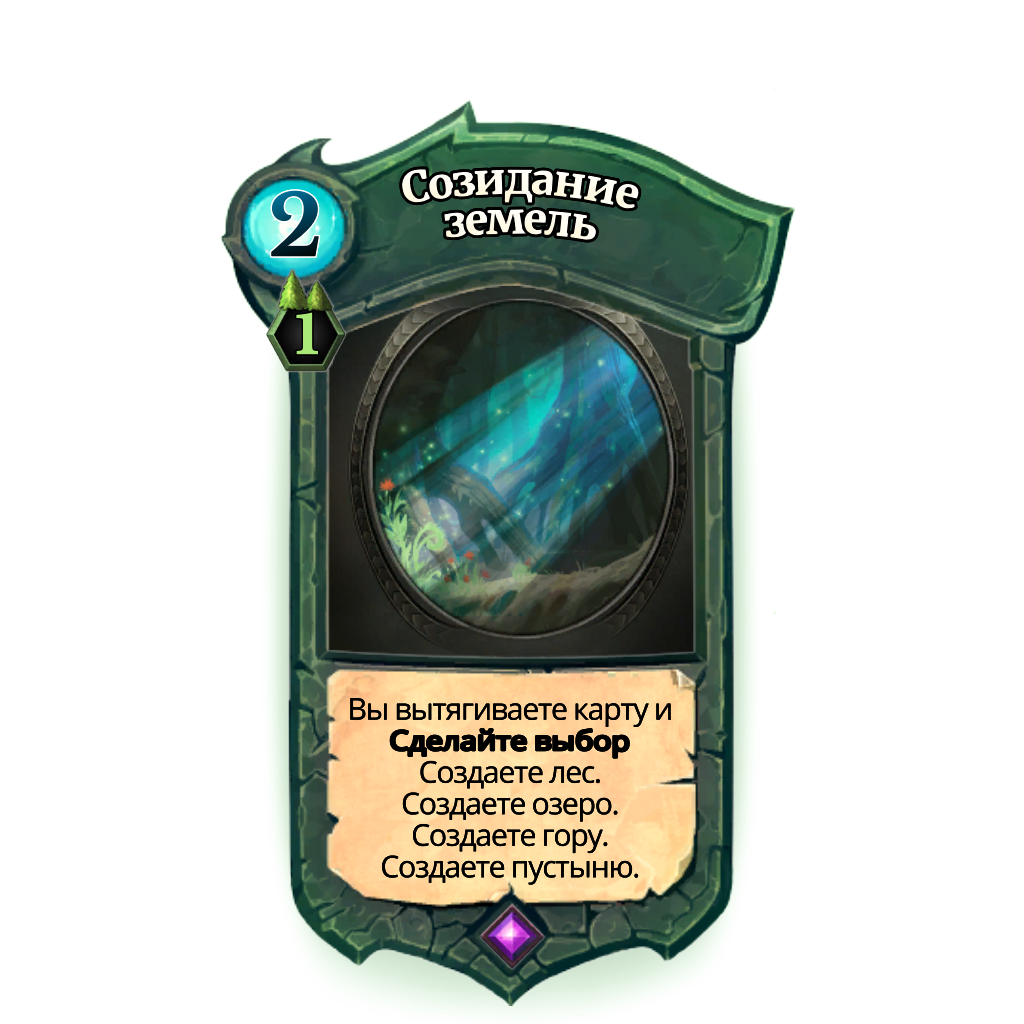 Созидание
земель
2
1
Вы вытягиваете карту и
Сделайте выбор
Создаете лес.
Создаете озеро.
Создаете гору.
Создаете пустыню.